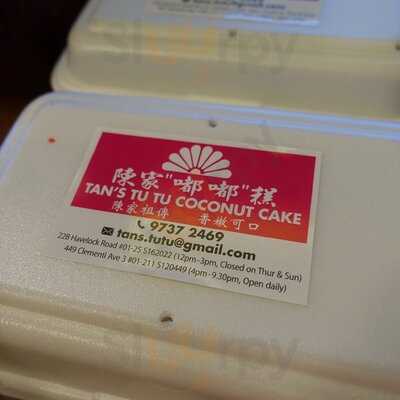 陳家"嘟嘟"糕
TAN'S TU TU COCONUT CAKE
陳家祖傳 香嫩可口
9737 2469
tans.tutu@gmail.com
22B Havelock Road #01-25 S162022 (12pm-3pm, Closed on Thur & Sun)
449 Clementi Ave 3 #01-211 S120449 (4pm - 9.30pm, Open daily)